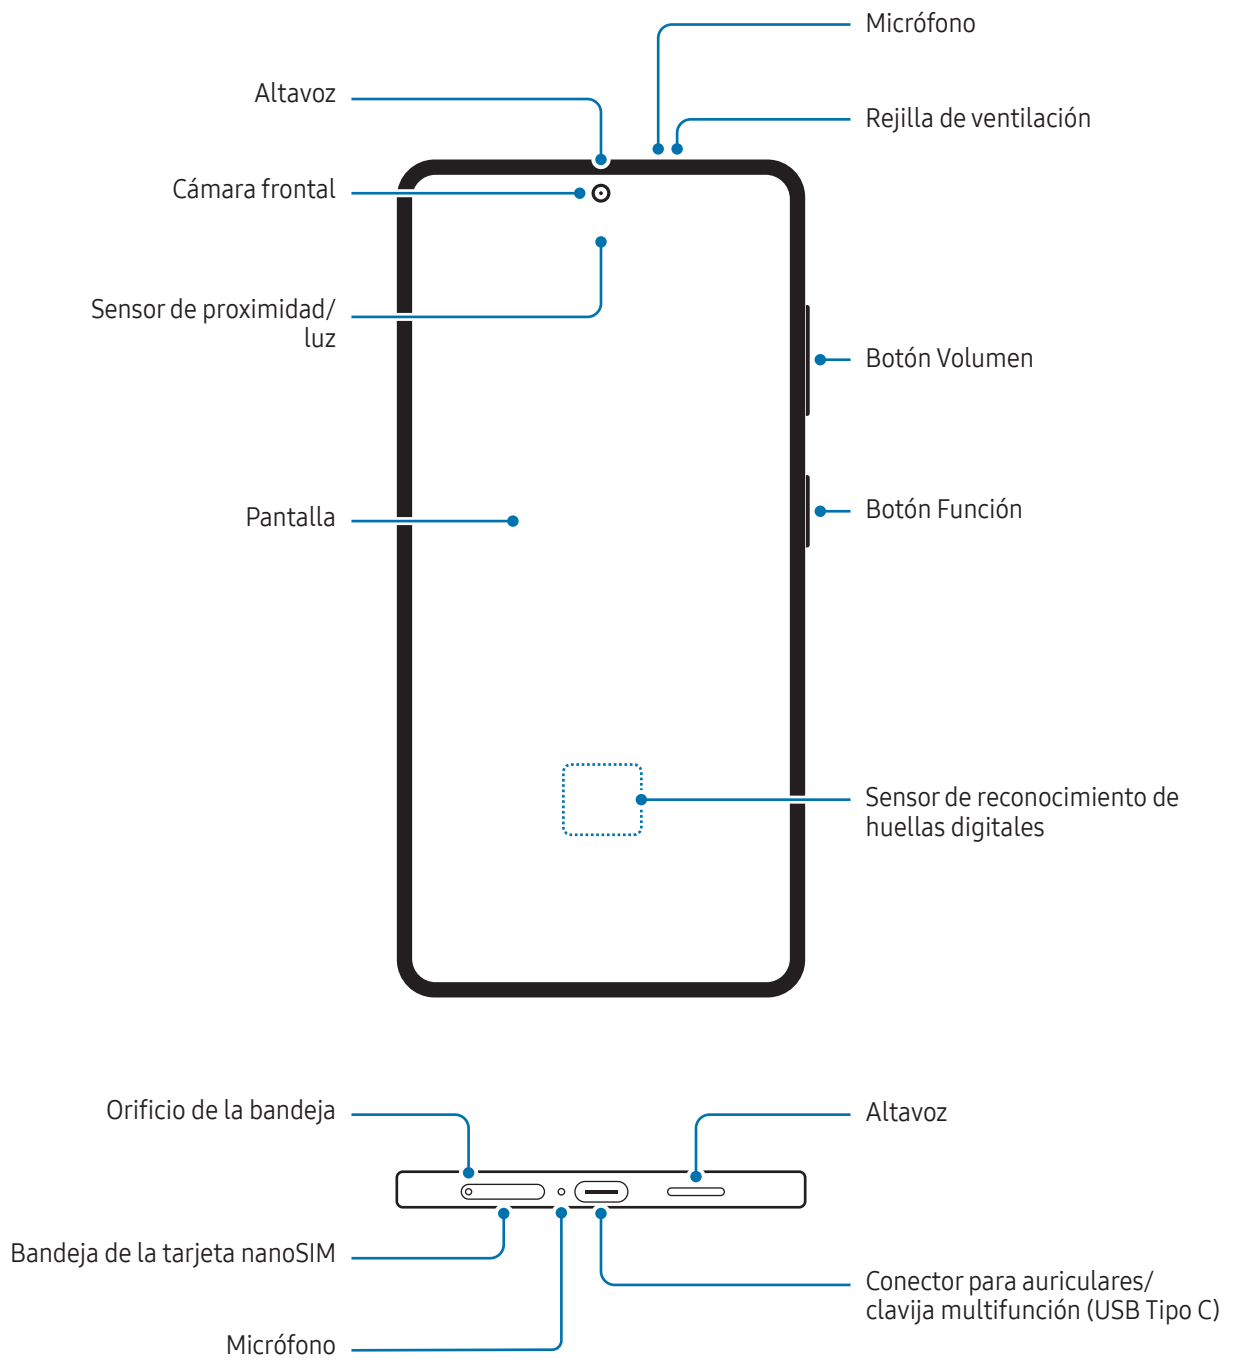 Micrófono
Altavoz
Rejilla de ventilación
Cámara frontal
Sensor de proximidad/
luz
Botón Volumen
Botón Función
Pantalla
Sensor de reconocimiento de
huellas digitales
Orificio de la bandeja
Altavoz
Bandeja de la tarjeta nanoSIM
Conector para auriculares/
clavija multifunción (USB Tipo C)
Micrófono